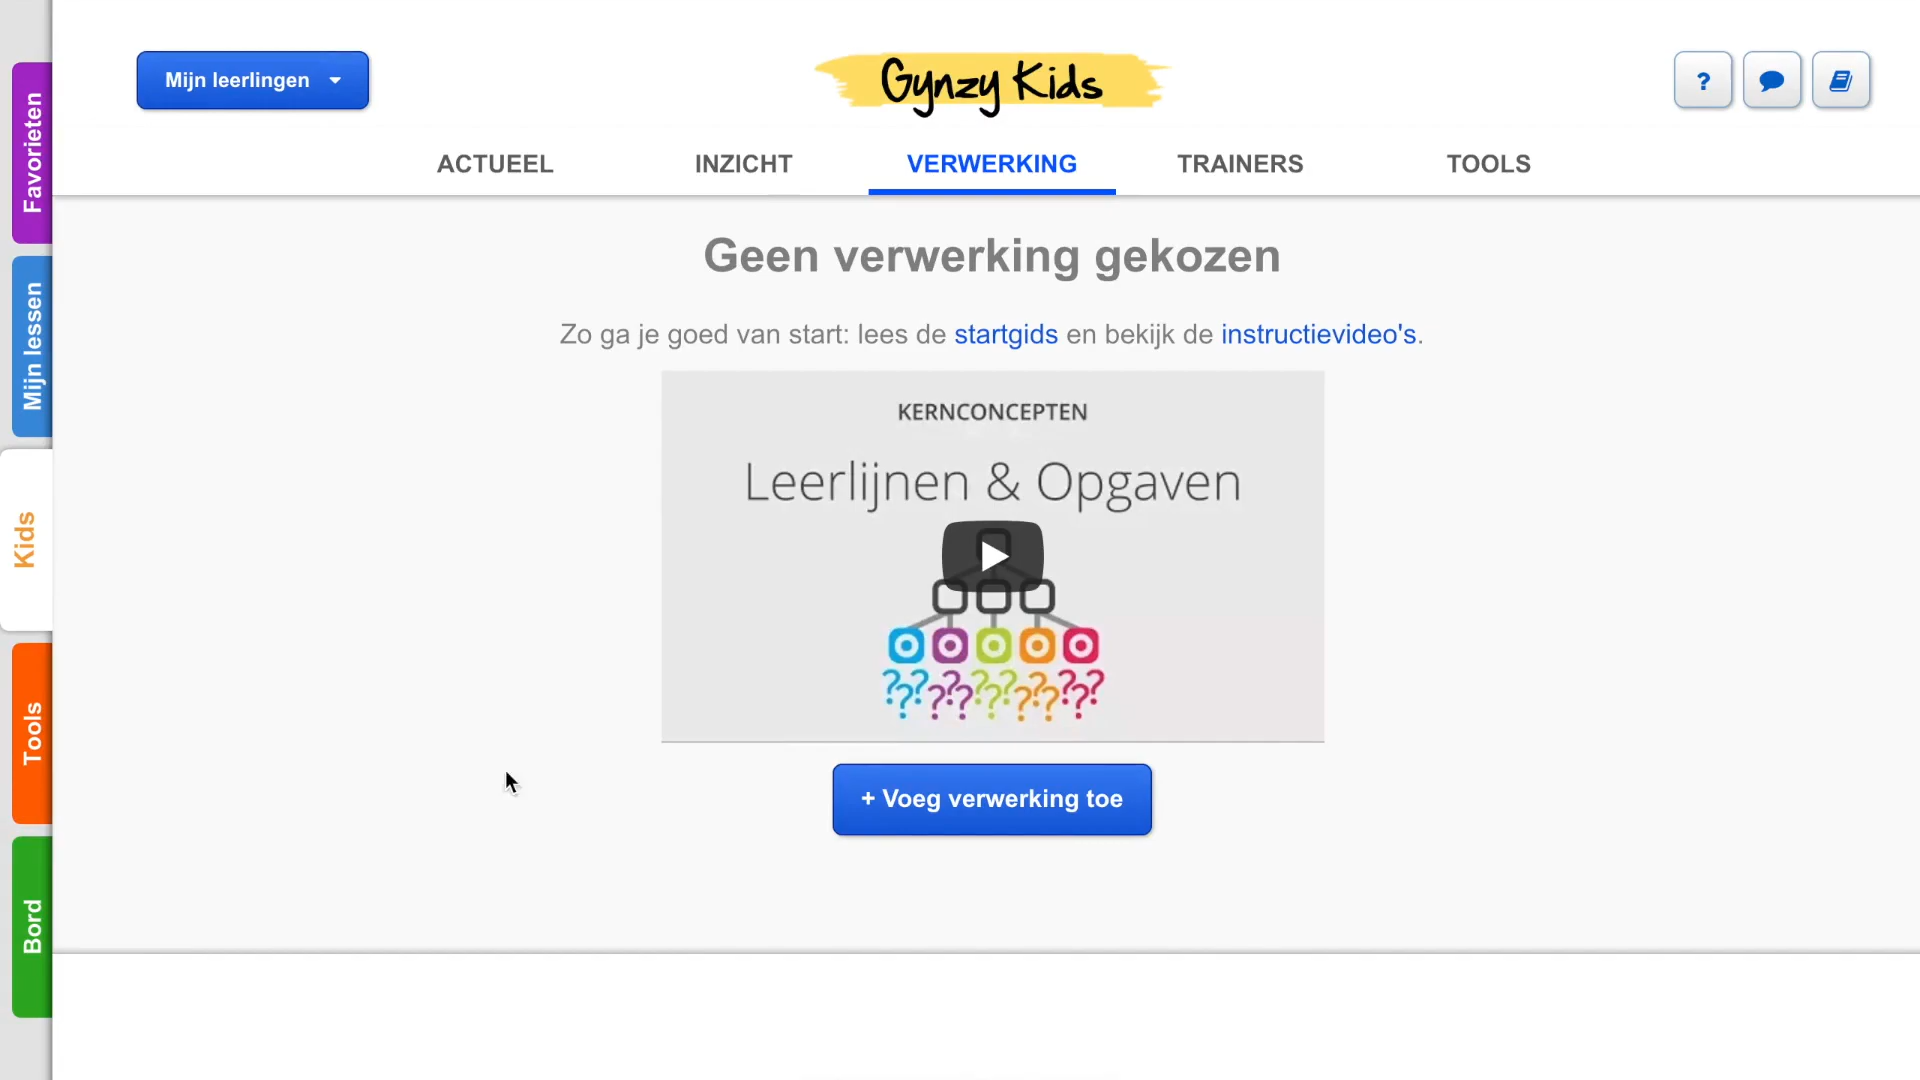 Mijn leerlingen
Gynzy Kids
?
ACTUEEL
INZICHT
VERWERKING
TRAINERS
TOOLS
Favorieten
Mijn lessen
Kids
Tools
Bord
Geen verwerking gekozen
Zo ga je goed van start: lees de startgids en bekijk de instructievideo's.
KERNCONCEPTEN
Leerlijnen & Opgaven
??? ??? ??? ??? ???
+ Voeg verwerking toe